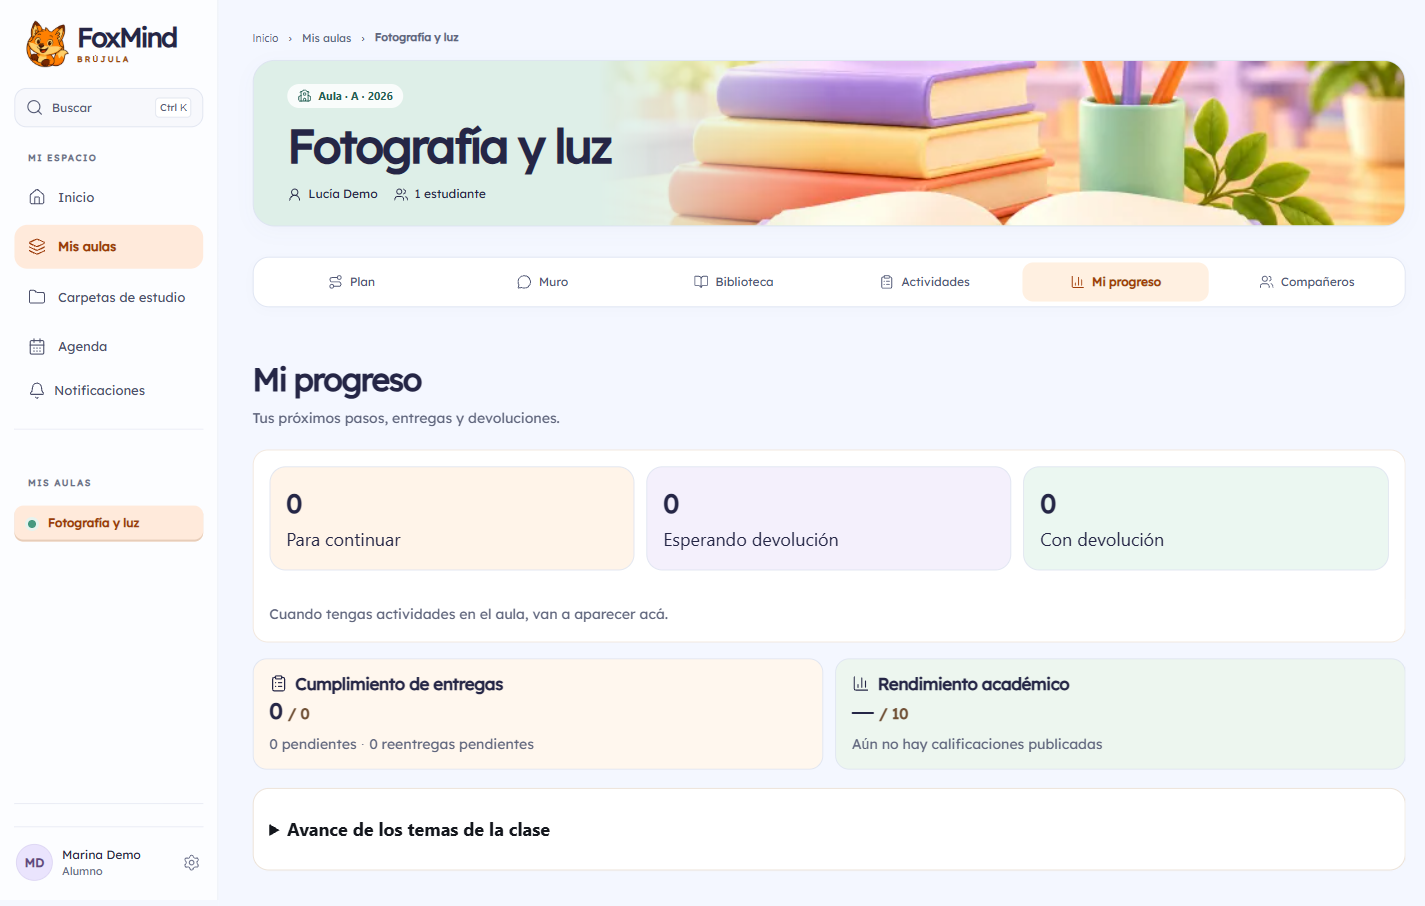 FoxMind
BRÚJULA
Buscar
Ctrl K
MI ESPACIO
Inicio
Mis aulas
Carpetas de estudio
Agenda
Notificaciones
MIS AULAS
Fotografía y luz
MD
Marina Demo
Alumno
Inicio › Mis aulas › Fotografía y luz
Aula · A · 2026
Fotografía y luz
Lucía Demo 1 estudiante
Plan Muro Biblioteca Actividades Mi progreso Compañeros
Mi progreso
Tus próximos pasos, entregas y devoluciones.
0
Para continuar
0
Esperando devolución
0
Con devolución
Cuando tengas actividades en el aula, van a aparecer acá.
Cumplimiento de entregas
0 / 0
0 pendientes · 0 reentregas pendientes
Rendimiento académico
— / 10
Aún no hay calificaciones publicadas
Avance de los temas de la clase